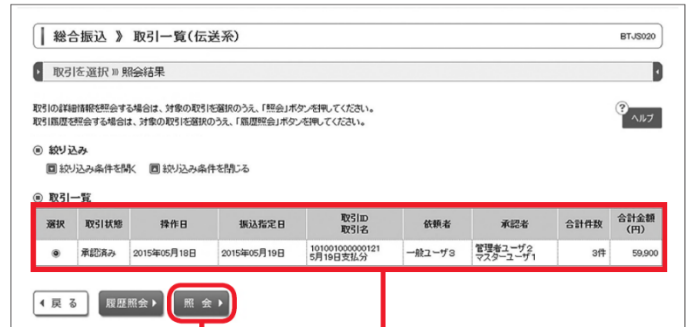 総合振込 》 取引一覧(伝送系)
BTJS020
取引を選択 》 照会結果
取引の詳細情報を照会する場合は、対象の取引を選択のうえ、「照会」ボタンを押してください。
取引履歴を照会する場合は、対象の取引を選択のうえ、「履歴照会」ボタンを押してください。
? ヘルプ
絞り込み
絞り込み条件を開く 絞り込み条件を閉じる
取引一覧
選択 取引状態 操作日 振込指定日 取引ID 取引名 依頼者 承認者 合計件数 合計金額(円)
承認済み 2015年05月18日 2015年05月19日 101001000000121 一般ユーザ3 管理者ユーザ2 3件 59,900
5月19日支払分 マスターユーザ1
戻る 履歴照会 照会